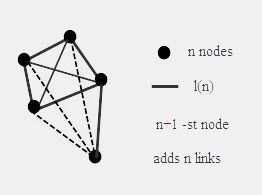 n nodes
l(n)
n−1 -st node
adds n links